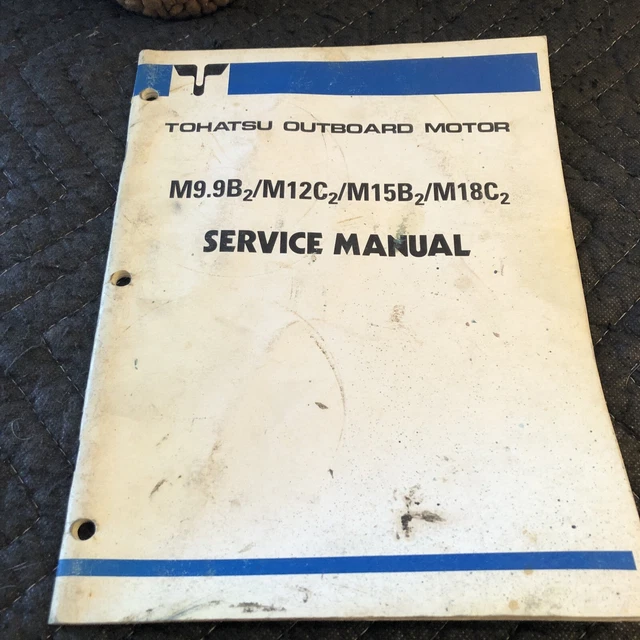 TOHATSU OUTBOARD MOTOR
M9.9B₂/M12C₂/M15B₂/M18C₂
SERVICE MANUAL